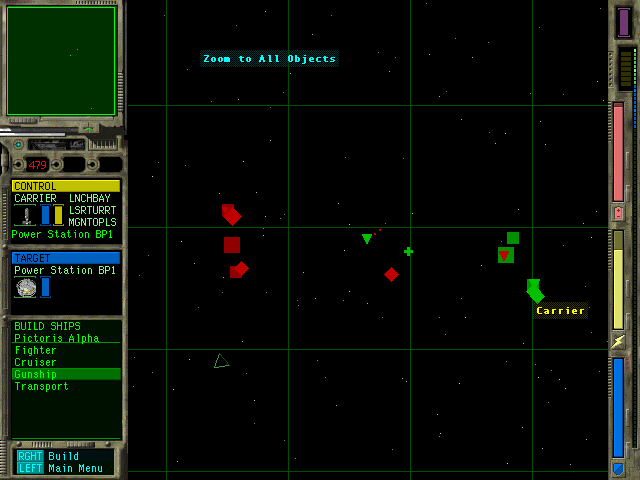 Zoom to All Objects
479
CONTROL
CARRIER LNCHBAY
LSRTURRT
MGNTOPLS
Power Station BP1
TARGET
Power Station BP1
Carrier
BUILD SHIPS
Pictoris Alpha
Fighter
Cruiser
Gunship
Transport
RGHT Build
LEFT Main Menu